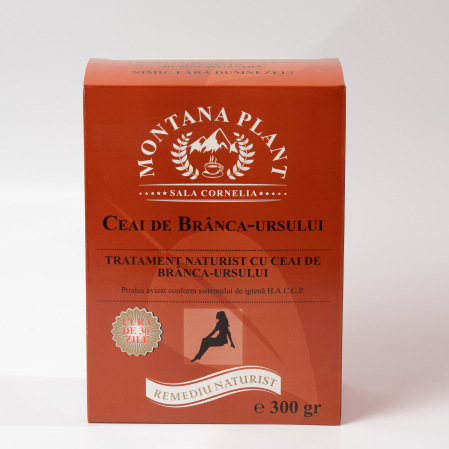 NIMIC FĂRĂ DUMNEZEU!
MONTANA PLANT
SALA CORNELIA
CEAI DE BRÂNCA-URSULUI
TRATAMENT NATURIST CU CEAI DE
BRÂNCA-URSULUI
Produs avizat conform sistemului de igienă H.A.C.C.P.
CURA
DE 30
ZILE
REMEDIU NATURIST
℮ 300 gr